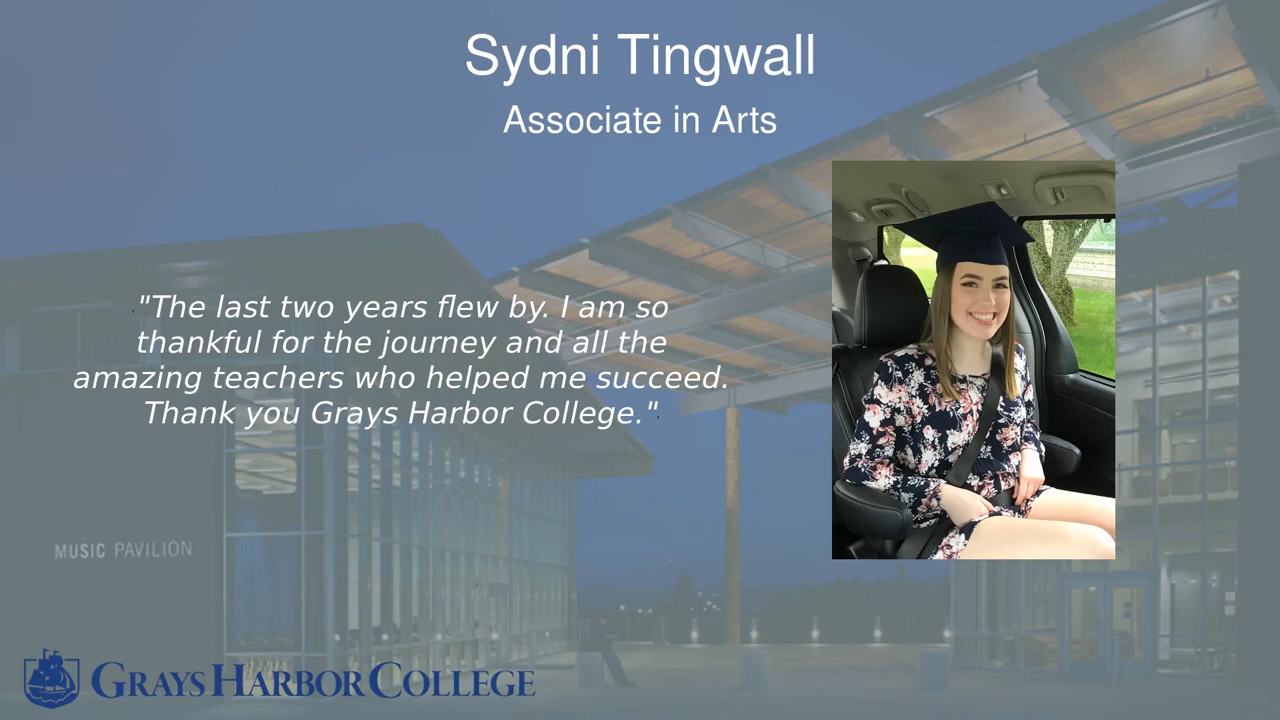 Sydni Tingwall
Associate in Arts
"The last two years flew by. I am so
thankful for the journey and all the
amazing teachers who helped me succeed.
Thank you Grays Harbor College."
MUSIC PAVILION
GRAYS HARBOR COLLEGE